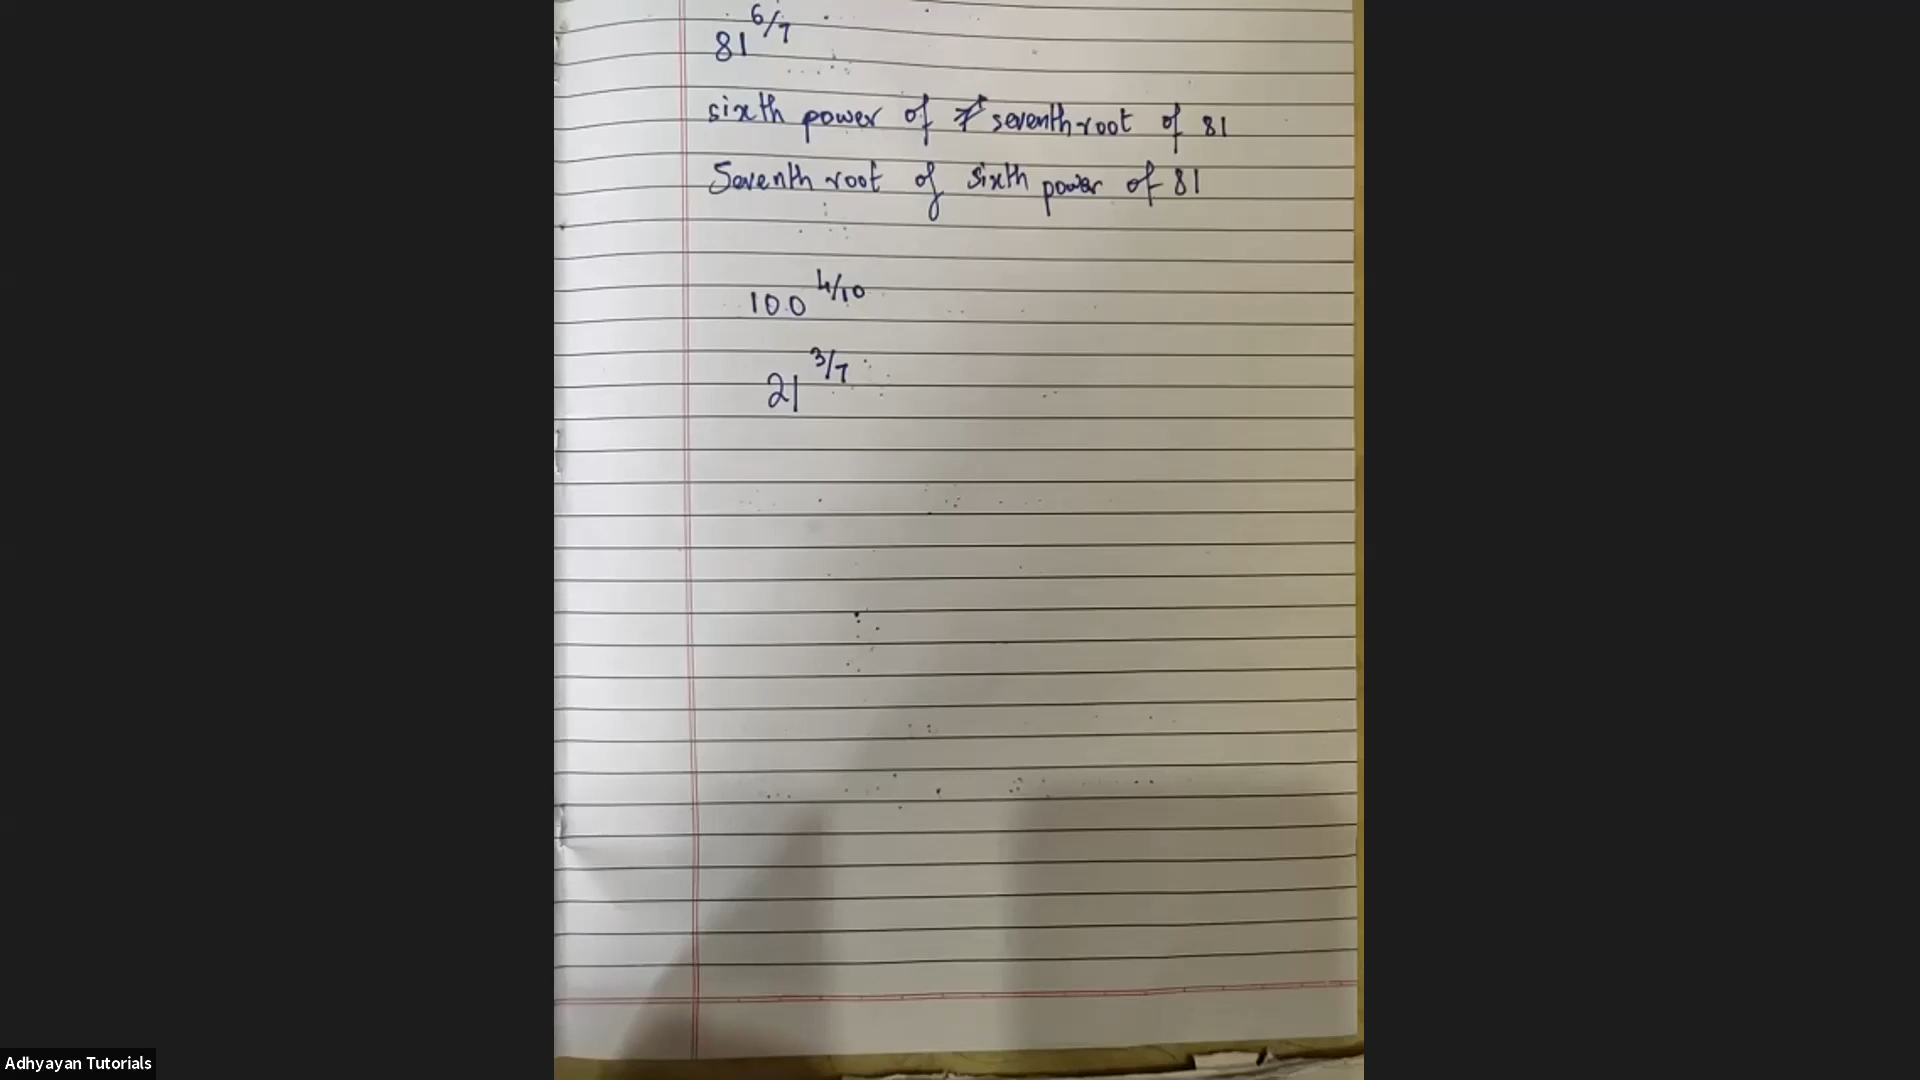 81^6/7
sixth power of seventh root of 81
Seventh root of sixth power of 81
100^4/10
21^3/7
Adhyayan Tutorials